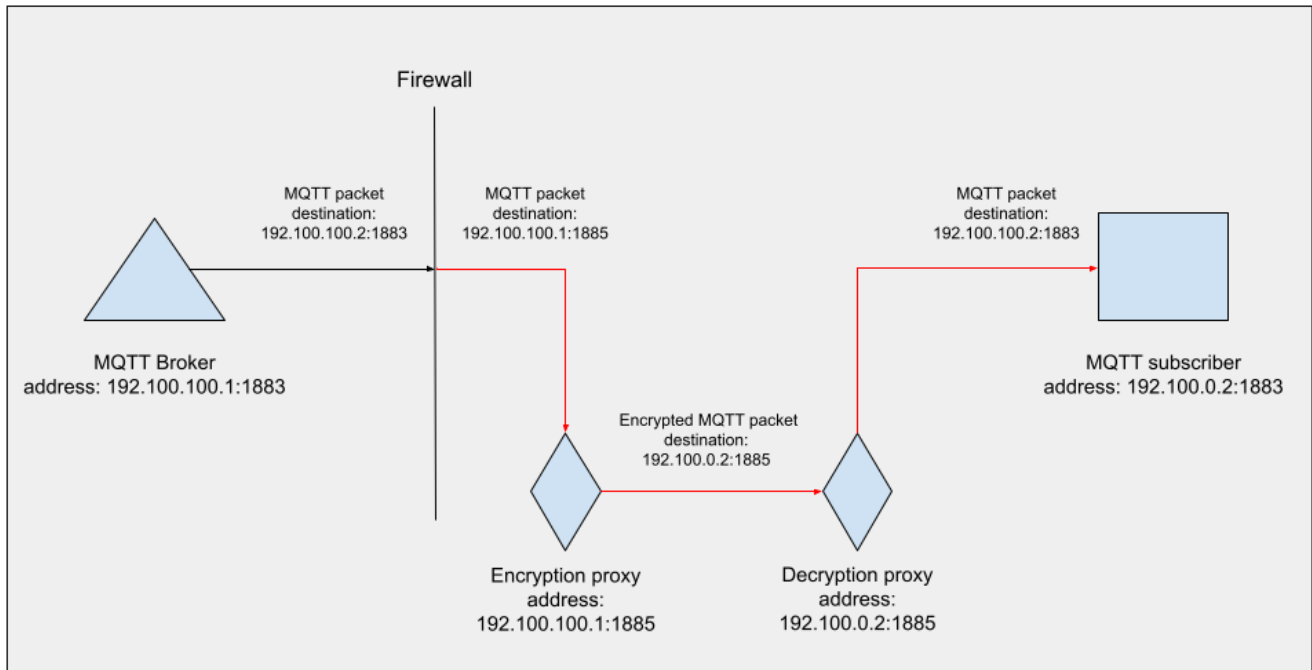 Firewall
MQTT packet
destination:
192.100.100.2:1883
MQTT packet
destination:
192.100.100.1:1885
MQTT packet
destination:
192.100.100.2:1883
MQTT Broker
address: 192.100.100.1:1883
MQTT subscriber
address: 192.100.0.2:1883
Encrypted MQTT packet
destination:
192.100.0.2:1885
Encryption proxy
address:
192.100.100.1:1885
Decryption proxy
address:
192.100.0.2:1885